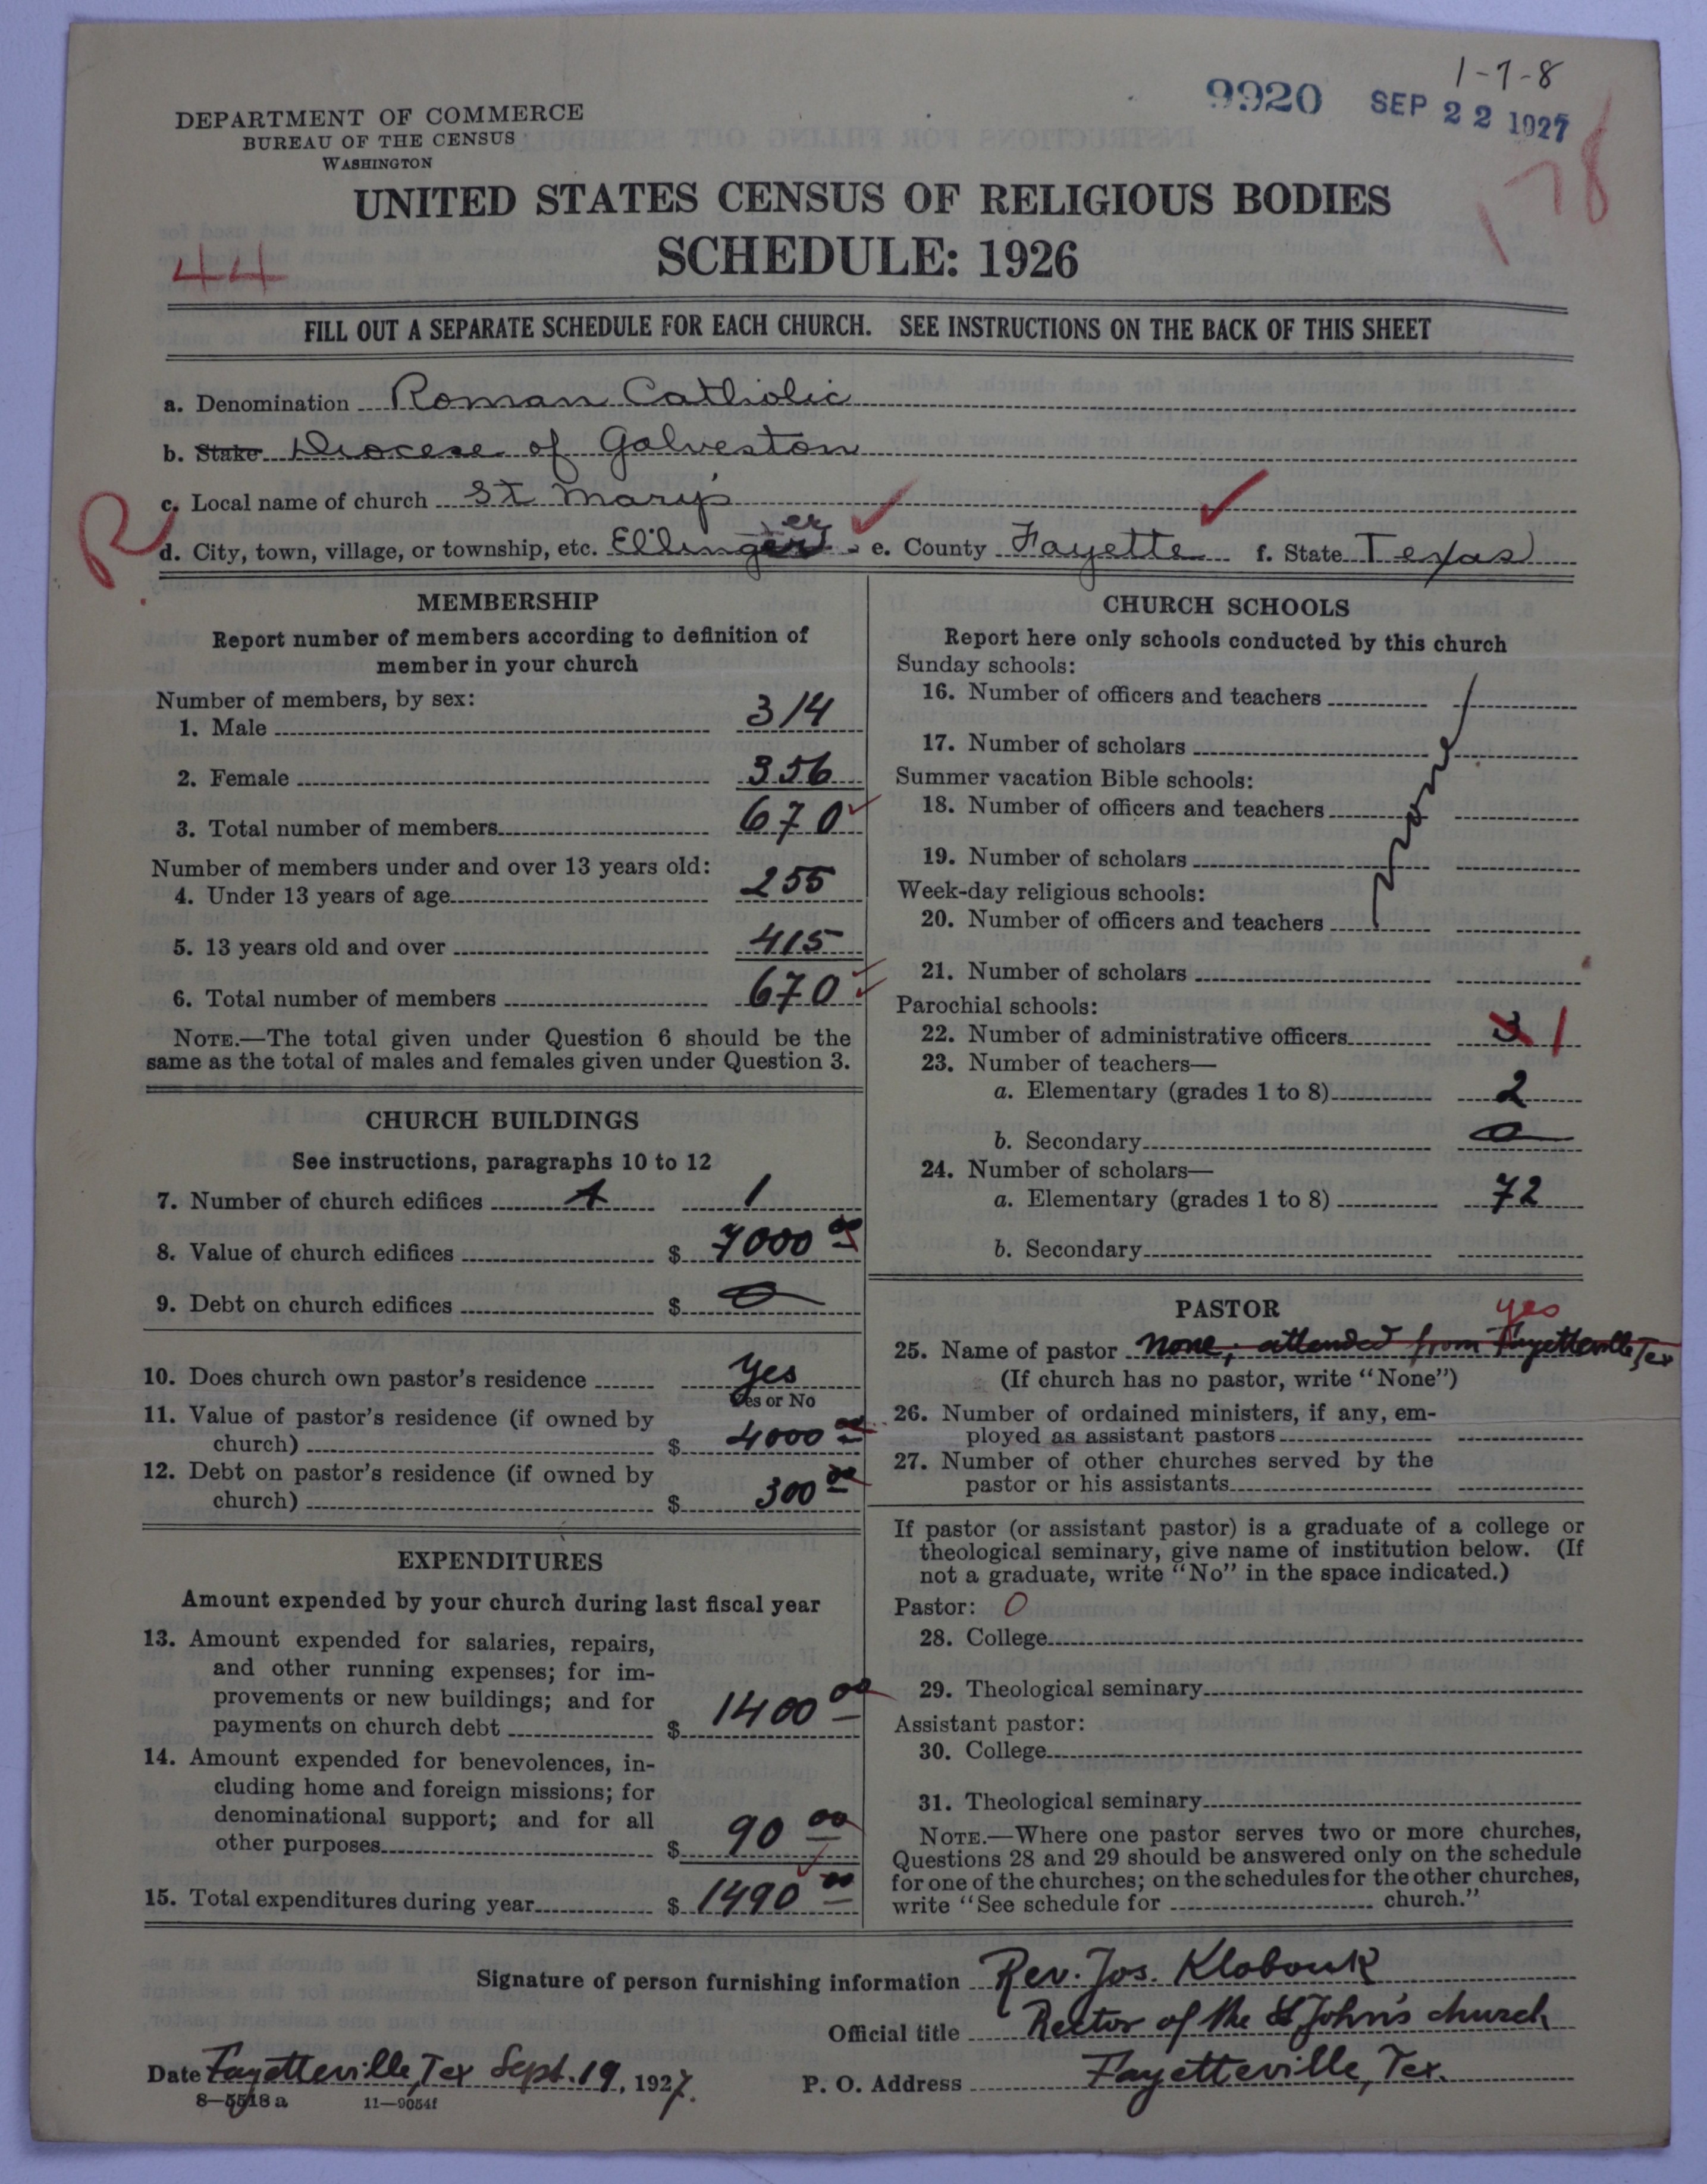 1-7-8
9920 SEP 22 1927
178
DEPARTMENT OF COMMERCE
BUREAU OF THE CENSUS
WASHINGTON
UNITED STATES CENSUS OF RELIGIOUS BODIES
SCHEDULE: 1926
44
FILL OUT A SEPARATE SCHEDULE FOR EACH CHURCH. SEE INSTRUCTIONS ON THE BACK OF THIS SHEET
a. Denomination Roman Catholic
b. Stake Diocese of Galveston
c. Local name of church St Mary's
R
d. City, town, village, or township, etc. Ellinger e. County Fayette f. State Texas
MEMBERSHIP
Report number of members according to definition of
member in your church
Number of members, by sex:
1. Male 314
2. Female 356
3. Total number of members 670
Number of members under and over 13 years old:
4. Under 13 years of age 255
5. 13 years old and over 415
6. Total number of members 670
NOTE.—The total given under Question 6 should be the
same as the total of males and females given under Question 3.
CHURCH BUILDINGS
See instructions, paragraphs 10 to 12
7. Number of church edifices 1 1
8. Value of church edifices $ 7000 00
9. Debt on church edifices $ 0
10. Does church own pastor's residence yes
Yes or No
11. Value of pastor's residence (if owned by
church) $ 4000 00
12. Debt on pastor's residence (if owned by
church) $ 300 00
EXPENDITURES
Amount expended by your church during last fiscal year
13. Amount expended for salaries, repairs,
and other running expenses; for im-
provements or new buildings; and for
payments on church debt $ 1400 00
14. Amount expended for benevolences, in-
cluding home and foreign missions; for
denominational support; and for all
other purposes $ 90 00
15. Total expenditures during year $ 1490 00
CHURCH SCHOOLS
Report here only schools conducted by this church
Sunday schools:
16. Number of officers and teachers
17. Number of scholars
Summer vacation Bible schools:
18. Number of officers and teachers
none
19. Number of scholars
Week-day religious schools:
20. Number of officers and teachers
21. Number of scholars
Parochial schools:
22. Number of administrative officers 3 1
23. Number of teachers—
a. Elementary (grades 1 to 8) 2
b. Secondary 0
24. Number of scholars—
a. Elementary (grades 1 to 8) 72
b. Secondary
PASTOR
yes
25. Name of pastor none; attended from Fayetteville Tex
(If church has no pastor, write "None")
26. Number of ordained ministers, if any, em-
ployed as assistant pastors
27. Number of other churches served by the
pastor or his assistants
If pastor (or assistant pastor) is a graduate of a college or
theological seminary, give name of institution below. (If
not a graduate, write "No" in the space indicated.)
Pastor: 0
28. College
29. Theological seminary
Assistant pastor:
30. College
31. Theological seminary
NOTE.—Where one pastor serves two or more churches,
Questions 28 and 29 should be answered only on the schedule
for one of the churches; on the schedules for the other churches,
write "See schedule for church."
Signature of person furnishing information Rev. Jos. Klobouk
Official title Rector of the St John's church
Date Fayetteville, Tex Sept. 19, 1927. P. O. Address Fayetteville, Tex.
8—5518 a 11—9054f